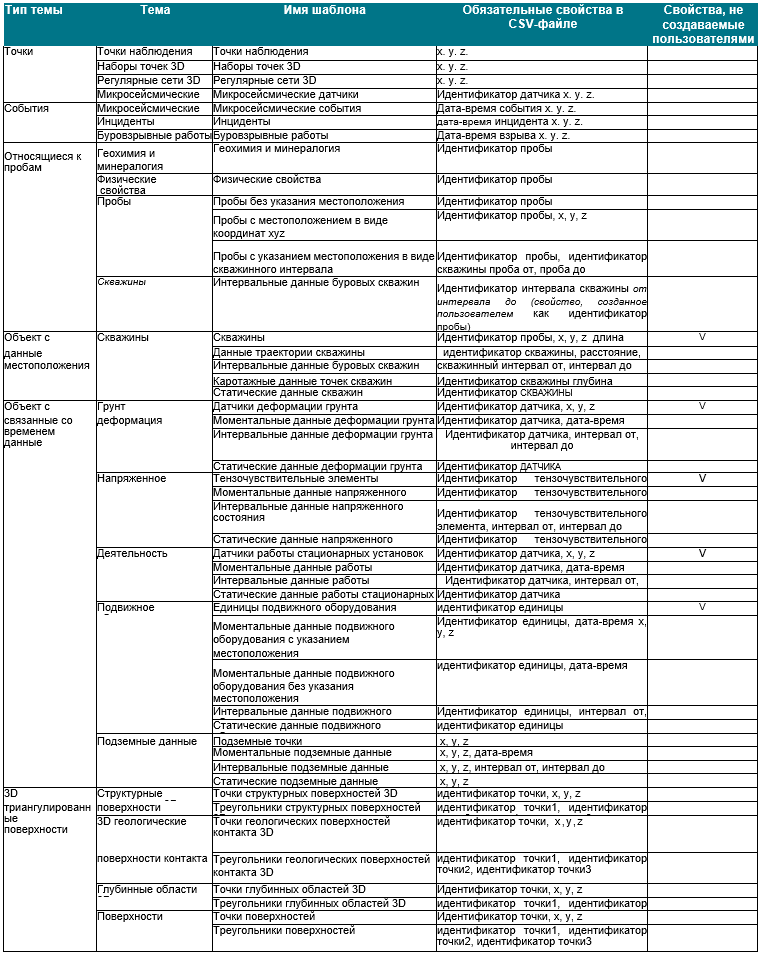 Тип темы
Тема
Имя шаблона
Обязательные свойства в
CSV-файле
Свойства, не
создаваемые
пользователями
Точки
Точки наблюдения
Точки наблюдения
x. y. z.
Наборы точек 3D
Наборы точек 3D
x. y. z.
Регулярные сети 3D
Регулярные сети 3D
x. y. z.
Микросейсмические
Микросейсмические датчики
Идентификатор датчика x. y. z.
События
Микросейсмические
Микросейсмические события
Дата-время события x. y. z.
Инциденты
Инциденты
дата-время инцидента x. y. z.
Буровзрывные работы
Буровзрывные работы
Дата-время взрыва x. y. z.
Относящиеся к
пробам
Геохимия и
минералогия
Геохимия и минералогия
Идентификатор пробы
Физические
свойства
Физические свойства
Идентификатор пробы
Пробы
Пробы без указания местоположения
Идентификатор пробы
Пробы с местоположением в виде
координат xyz
Идентификатор пробы, x, y, z
Пробы с указанием местоположения в виде
скважинного интервала
Идентификатор пробы, идентификатор
скважины проба от, проба до
Скважины
Интервальные данные буровых скважин
Идентификатор интервала скважины от
интервала до (свойство, созданное
пользователем как идентификатор
пробы)
Объект с
данные
местоположения
Скважины
Скважины
Идентификатор пробы, x, y, z длина
V
Данные траектории скважины
идентификатор скважины, расстояние,
Интервальные данные буровых скважин
скважинный интервал от, интервал до
Каротажные данные точек скважин
Идентификатор скважины глубина
Статические данные скважин
Идентификатор СКВАЖИНЫ
Объект с
связанные со
временем
данные
Грунт
деформация
Датчики деформации грунта
Идентификатор датчика, x, y, z
V
Моментальные данные деформации грунта
Идентификатор датчика, дата-время
Интервальные данные деформации грунта
Идентификатор датчика, интервал от,
интервал до
Статические данные деформации грунта
Идентификатор ДАТЧИКА
Напряженное
Тензочувствительные элементы
Идентификатор тензочувствительного
V
Моментальные данные напряженного
Идентификатор тензочувствительного
Интервальные данные напряженного
состояния
Идентификатор тензочувствительного
элемента, интервал от, интервал до
Статические данные напряженного
Идентификатор тензочувствительного
Деятельность
Датчики работы стационарных установок
Идентификатор датчика, x, y, z
V
Моментальные данные работы
Идентификатор датчика, дата-время
Интервальные данные работы
Идентификатор датчика, интервал от,
Статические данные работы стационарных
Идентификатор датчика
Подвижное
Единицы подвижного оборудования
идентификатор единицы
V
Моментальные данные подвижного
оборудования с указанием
местоположения
Идентификатор единицы, дата-время x,
y, z
Моментальные данные подвижного
оборудования без указания
местоположения
идентификатор единицы, дата-время
Интервальные данные подвижного
Идентификатор единицы, интервал от,
Статические данные подвижного
идентификатор единицы
Подземные данные
Подземные точки
x, y, z
Моментальные подземные данные
x, y, z, дата-время
Интервальные подземные данные
x, y, z, интервал от, интервал до
Статические подземные данные
x, y, z
3D
триангулированн
ые
поверхности
Структурные
поверхности
Точки структурных поверхностей 3D
идентификатор точки, x, y, z
Треугольники структурных поверхностей
идентификатор точки1, идентификатор
3D геологические
поверхности контакта
Точки геологических поверхностей
контакта 3D
идентификатор точки, x, y, z
Треугольники геологических поверхностей
контакта 3D
идентификатор точки1, идентификатор
точки2, идентификатор точки3
Глубинные области
Точки глубинных областей 3D
Идентификатор точки, x, y, z
Треугольники глубинных областей 3D
идентификатор точки1, идентификатор
Поверхности
Точки поверхностей
Идентификатор точки, x, y, z
Треугольники поверхностей
идентификатор точки1, идентификатор
точки2, идентификатор точки3